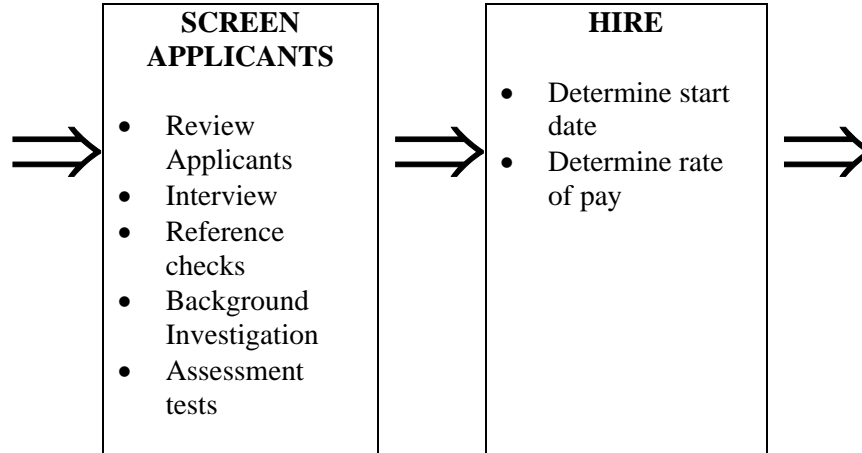 SCREEN
APPLICANTS
• Review
Applicants
• Interview
• Reference
checks
• Background
Investigation
• Assessment
tests
HIRE
• Determine start
date
• Determine rate
of pay